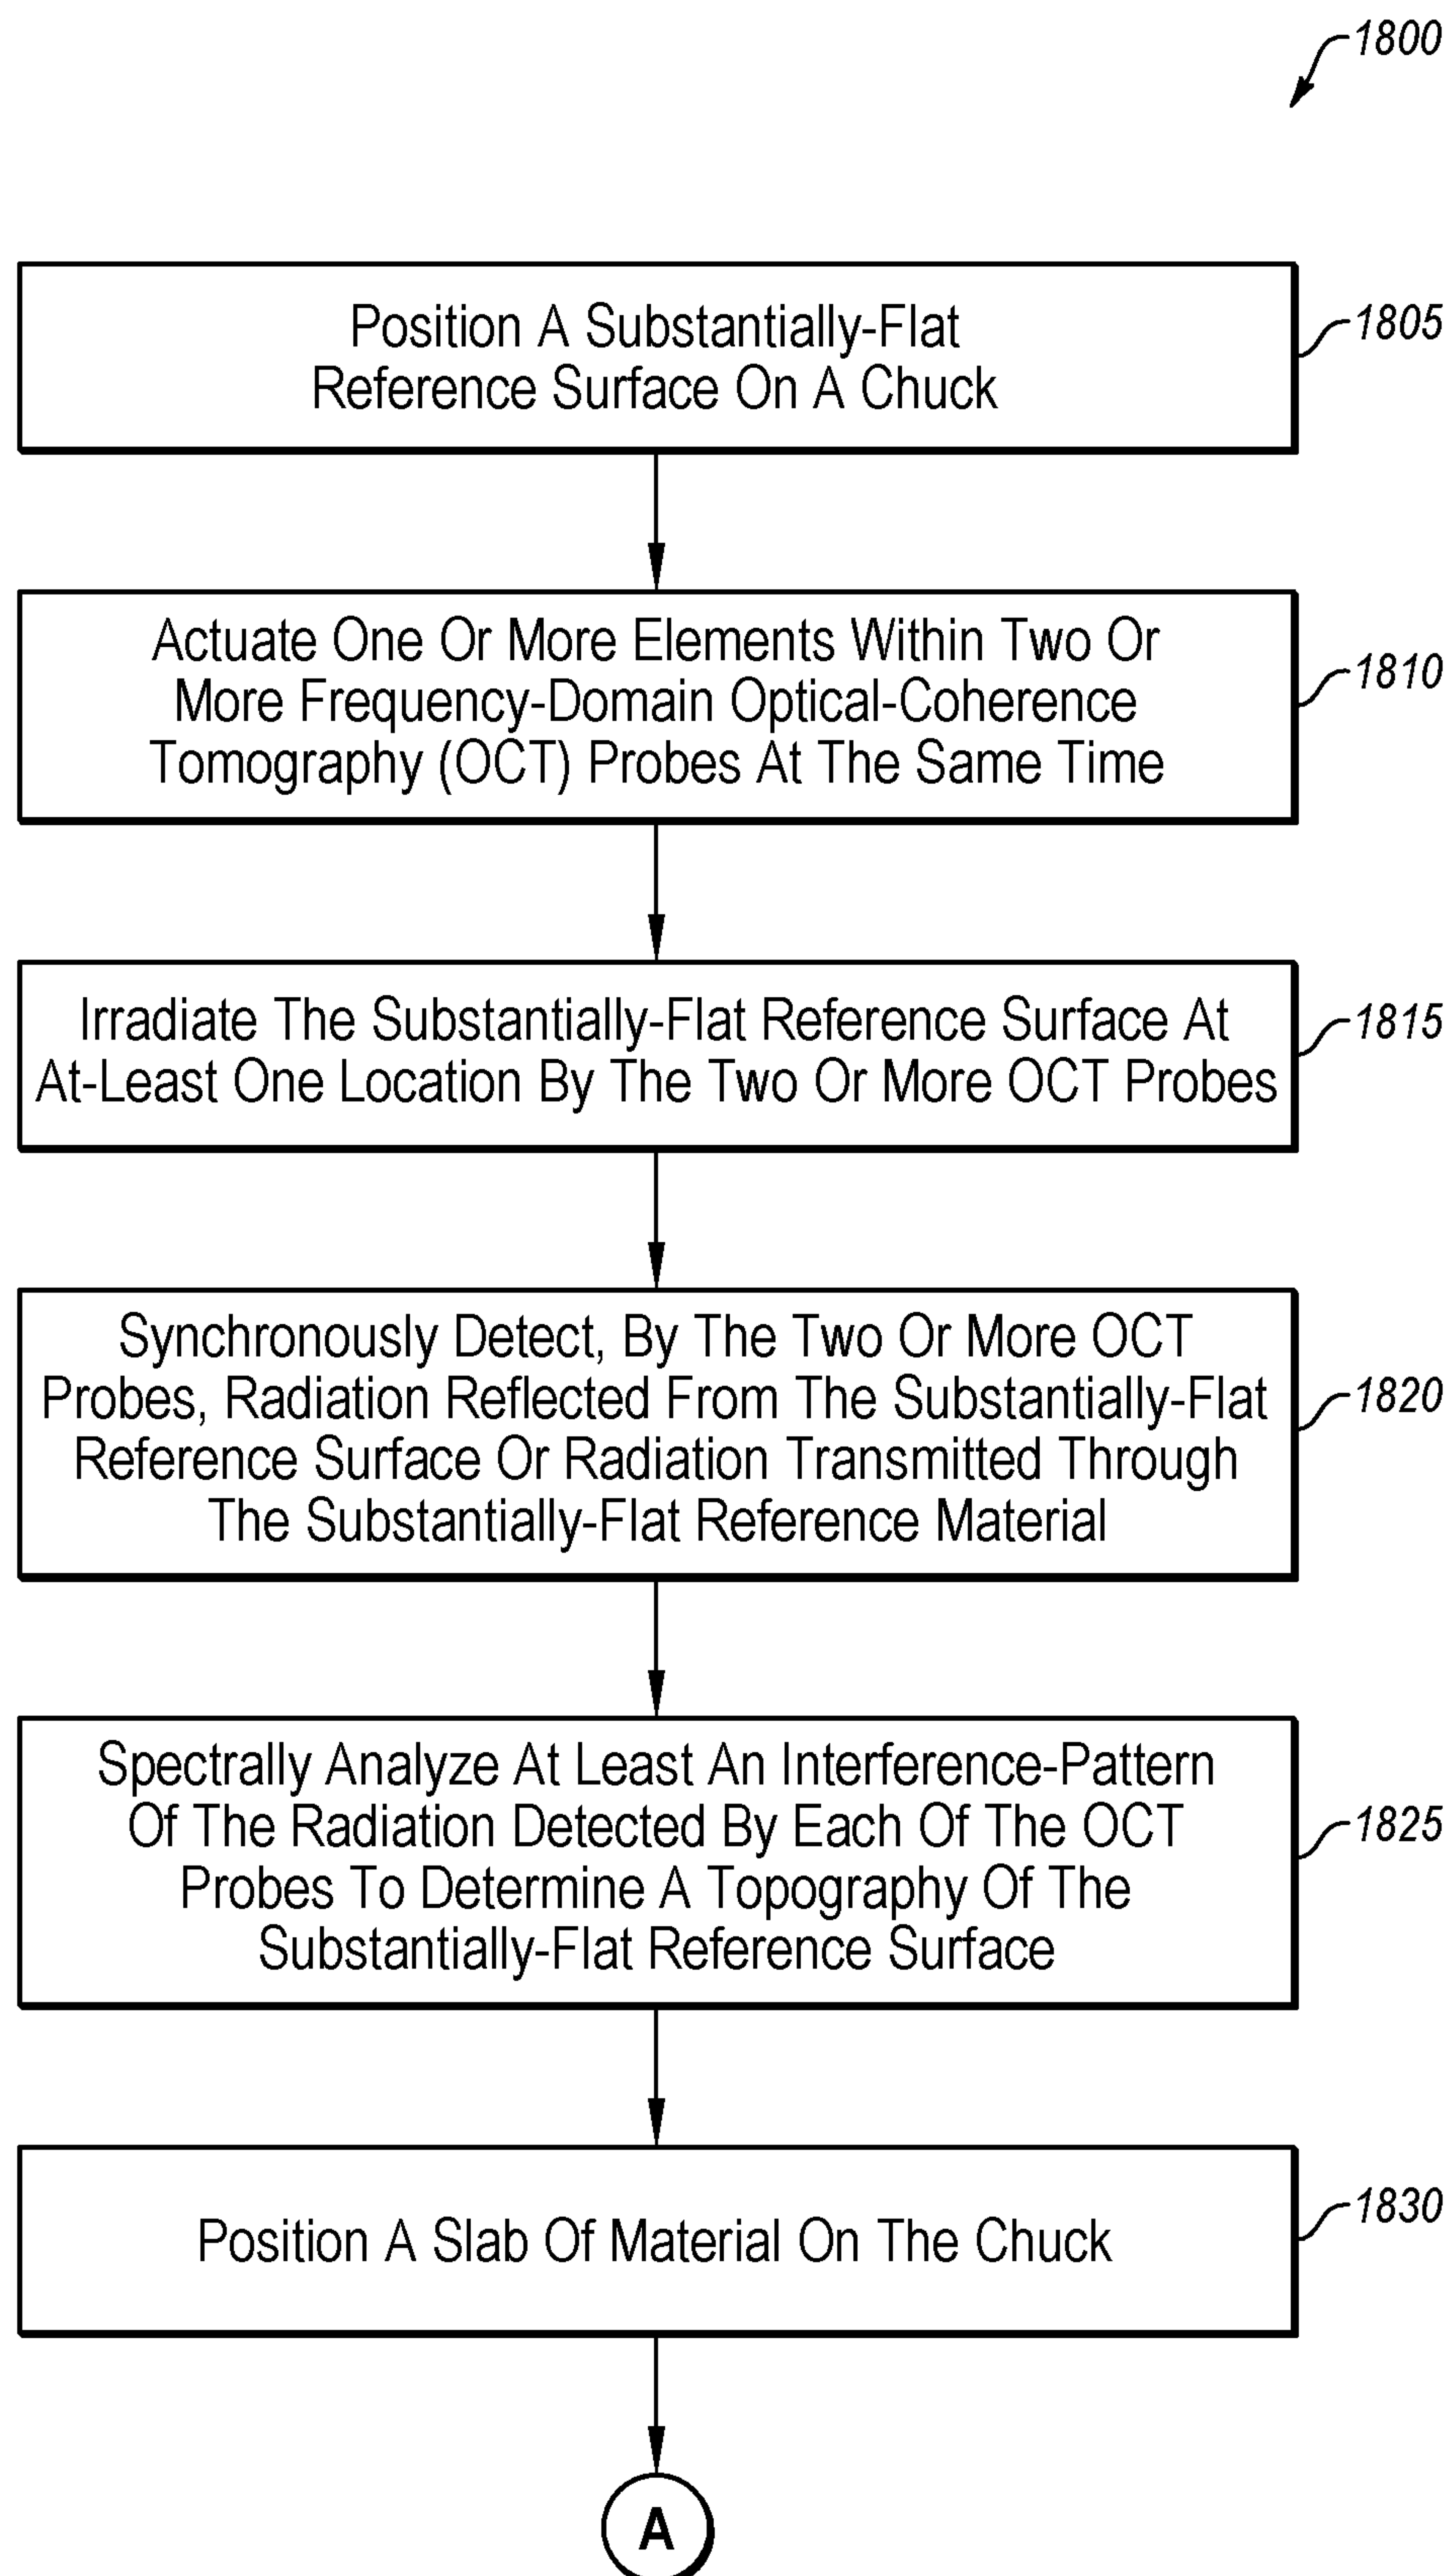 1800
Position A Substantially-Flat
Reference Surface On A Chuck
1805
Actuate One Or More Elements Within Two Or
More Frequency-Domain Optical-Coherence
Tomography (OCT) Probes At The Same Time
1810
Irradiate The Substantially-Flat Reference Surface At
At-Least One Location By The Two Or More OCT Probes
1815
Synchronously Detect, By The Two Or More OCT
Probes, Radiation Reflected From The Substantially-Flat
Reference Surface Or Radiation Transmitted Through
The Substantially-Flat Reference Material
1820
Spectrally Analyze At Least An Interference-Pattern
Of The Radiation Detected By Each Of The OCT
Probes To Determine A Topography Of The
Substantially-Flat Reference Surface
1825
Position A Slab Of Material On The Chuck
1830
A